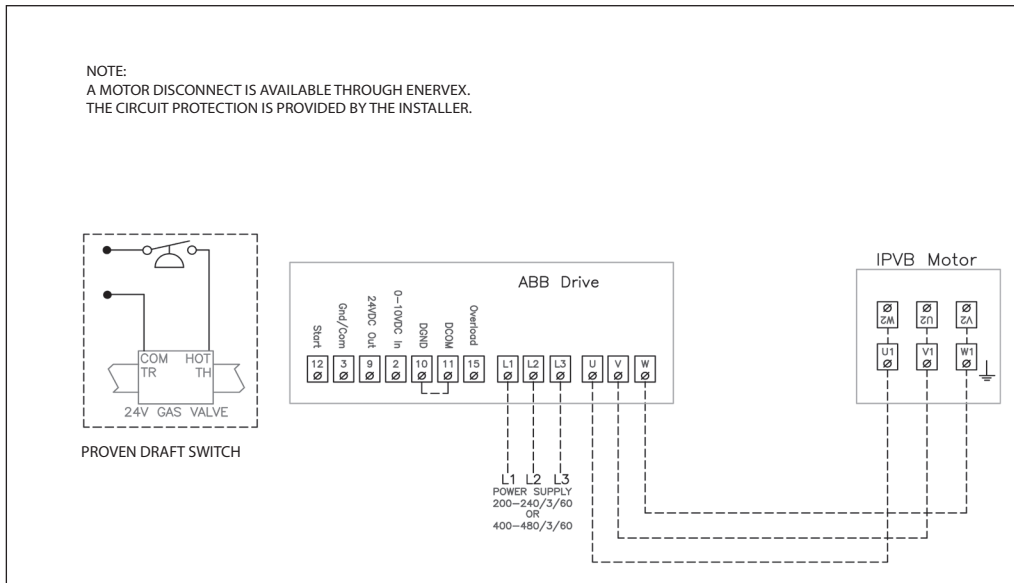 NOTE:
A MOTOR DISCONNECT IS AVAILABLE THROUGH ENERVEX.
THE CIRCUIT PROTECTION IS PROVIDED BY THE INSTALLER.
COM HOT
TR TH
24V GAS VALVE
PROVEN DRAFT SWITCH
ABB Drive
Start
Gnd/Com
24VDC Out
0-10VDC In
DGND
DCOM
Overload
12 3 9 2 10 11 15 L1 L2 L3 U V W
L1 L2 L3
POWER SUPPLY
200-240/3/60
OR
400-480/3/60
IPVB Motor
W2 U2 V2
U1 V1 W1